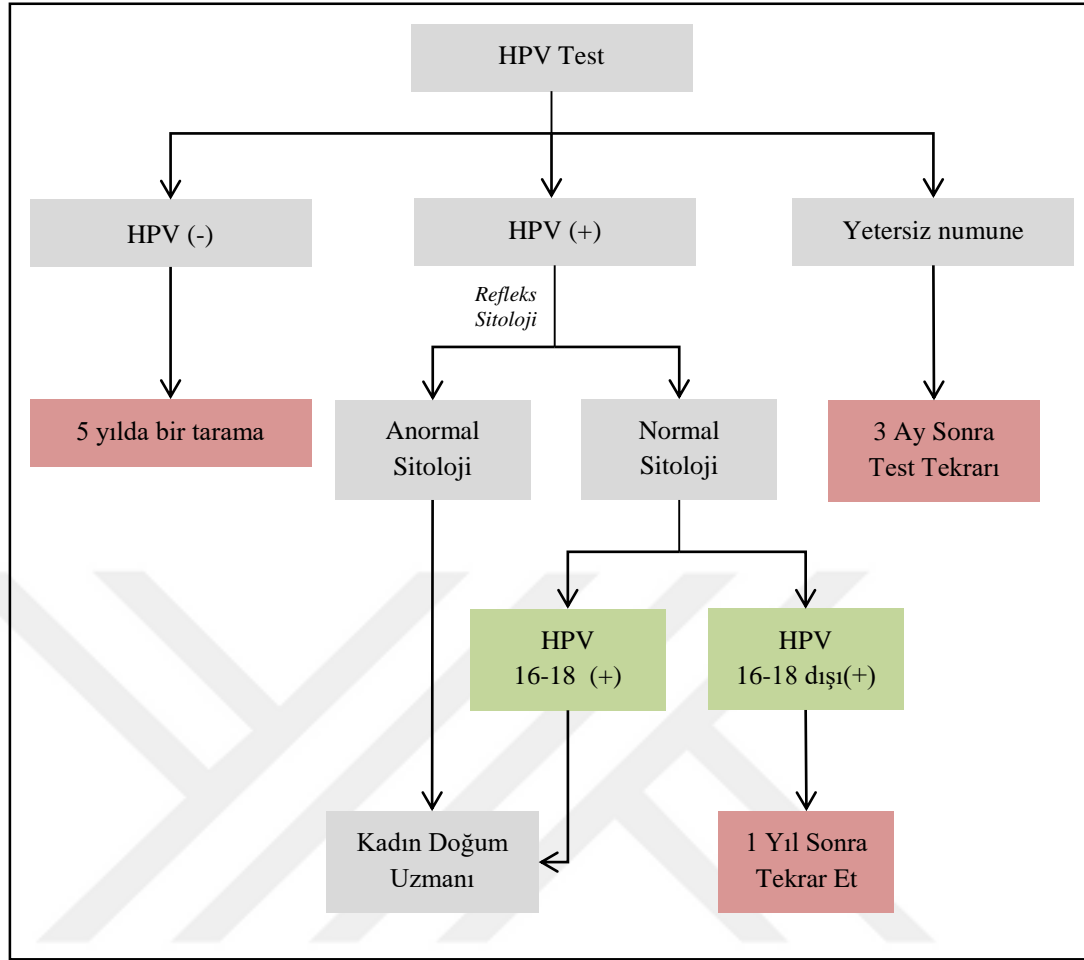 HPV Test
HPV (-)
HPV (+)
Yetersiz numune
Refleks
Sitoloji
5 yılda bir tarama
Anormal
Sitoloji
Normal
Sitoloji
3 Ay Sonra
Test Tekrarı
HPV
16-18 (+)
HPV
16-18 dışı(+)
Kadın Doğum
Uzmanı
1 Yıl Sonra
Tekrar Et